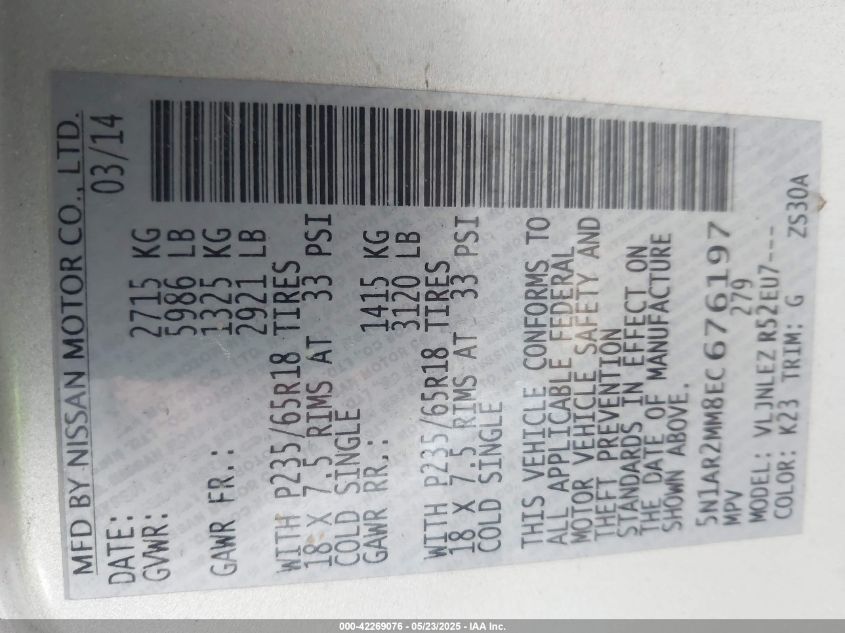 MFD BY NISSAN MOTOR CO., LTD.
DATE: 03/14
GVWR: 2715 KG
5986 LB
GAWR FR.: 1325 KG
2921 LB
WITH P235/65R18 TIRES
18 X 7.5 RIMS AT 33 PSI
COLD SINGLE
GAWR RR.: 1415 KG
3120 LB
WITH P235/65R18 TIRES
18 X 7.5 RIMS AT 33 PSI
COLD SINGLE
THIS VEHICLE CONFORMS TO
ALL APPLICABLE FEDERAL
MOTOR VEHICLE SAFETY AND
THEFT PREVENTION
STANDARDS IN EFFECT ON
THE DATE OF MANUFACTURE
SHOWN ABOVE.
5N1AR2MM8EC676197
MPV 279
MODEL: VLJNLEZ R52EU7---
COLOR: K23 TRIM: G ZS30A
000-42269076 - 05/23/2025 - IAA Inc.